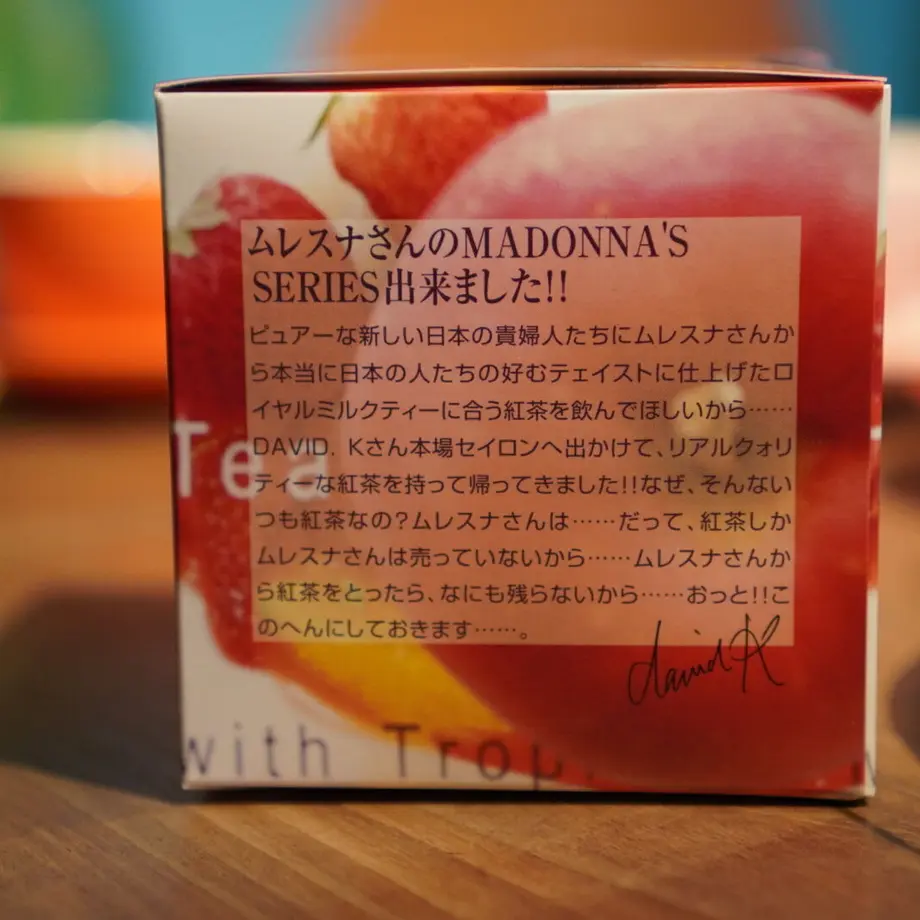 ムレスナさんのMADONNA'S
SERIES出来ました!!
ピュアーな新しい日本の貴婦人たちにムレスナさんか
ら本当に日本の人たちの好むテェイストに仕上げたロ
イヤルミルクティーに合う紅茶を飲んでほしいから……
DAVID. Kさん本場セイロンへ出かけて、リアルクォリ
ティーな紅茶を持って帰ってきました!!なぜ、そんない
つも紅茶なの?ムレスナさんは……だって、紅茶しか
ムレスナさんは売っていないから……ムレスナさんか
ら紅茶をとったら、なにも残らないから……おっと!!こ
のへんにしておきます……。
david K
Tea
with